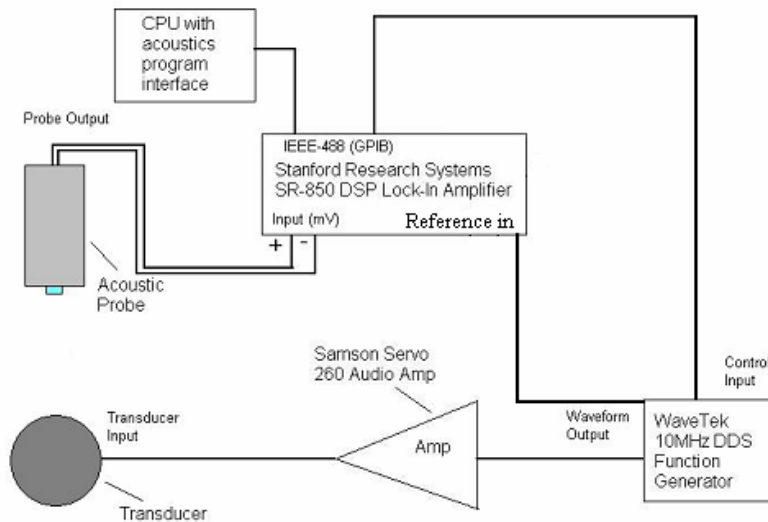 CPU with
acoustics
program
interface
Probe Output
IEEE-488 (GPIB)
Stanford Research Systems
SR-850 DSP Lock-In Amplifier
Input (mV)
Reference in
+ -
Acoustic
Probe
Samson Servo
260 Audio Amp
Control
Input
Transducer
Input
Waveform
Output
Amp
WaveTek
10MHz DDS
Function
Generator
Transducer